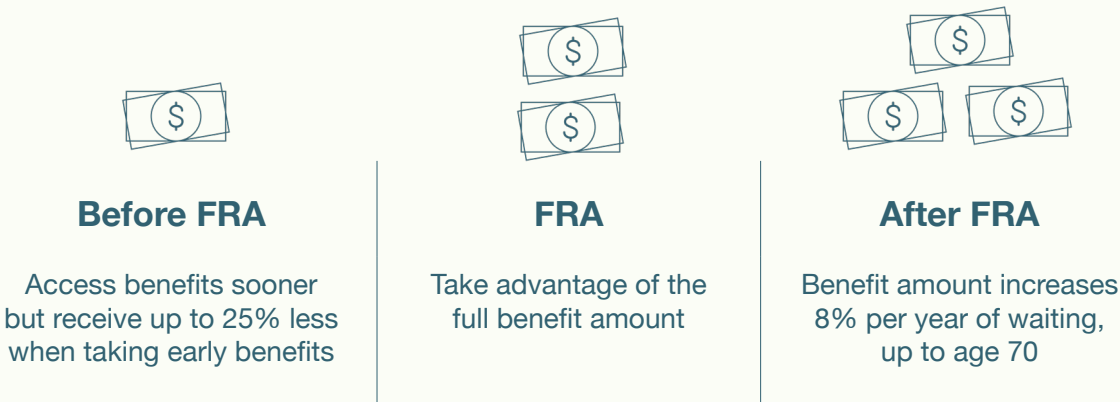 $
$
$
$
$
$
Before FRA
Access benefits sooner
but receive up to 25% less
when taking early benefits
FRA
Take advantage of the
full benefit amount
After FRA
Benefit amount increases
8% per year of waiting,
up to age 70